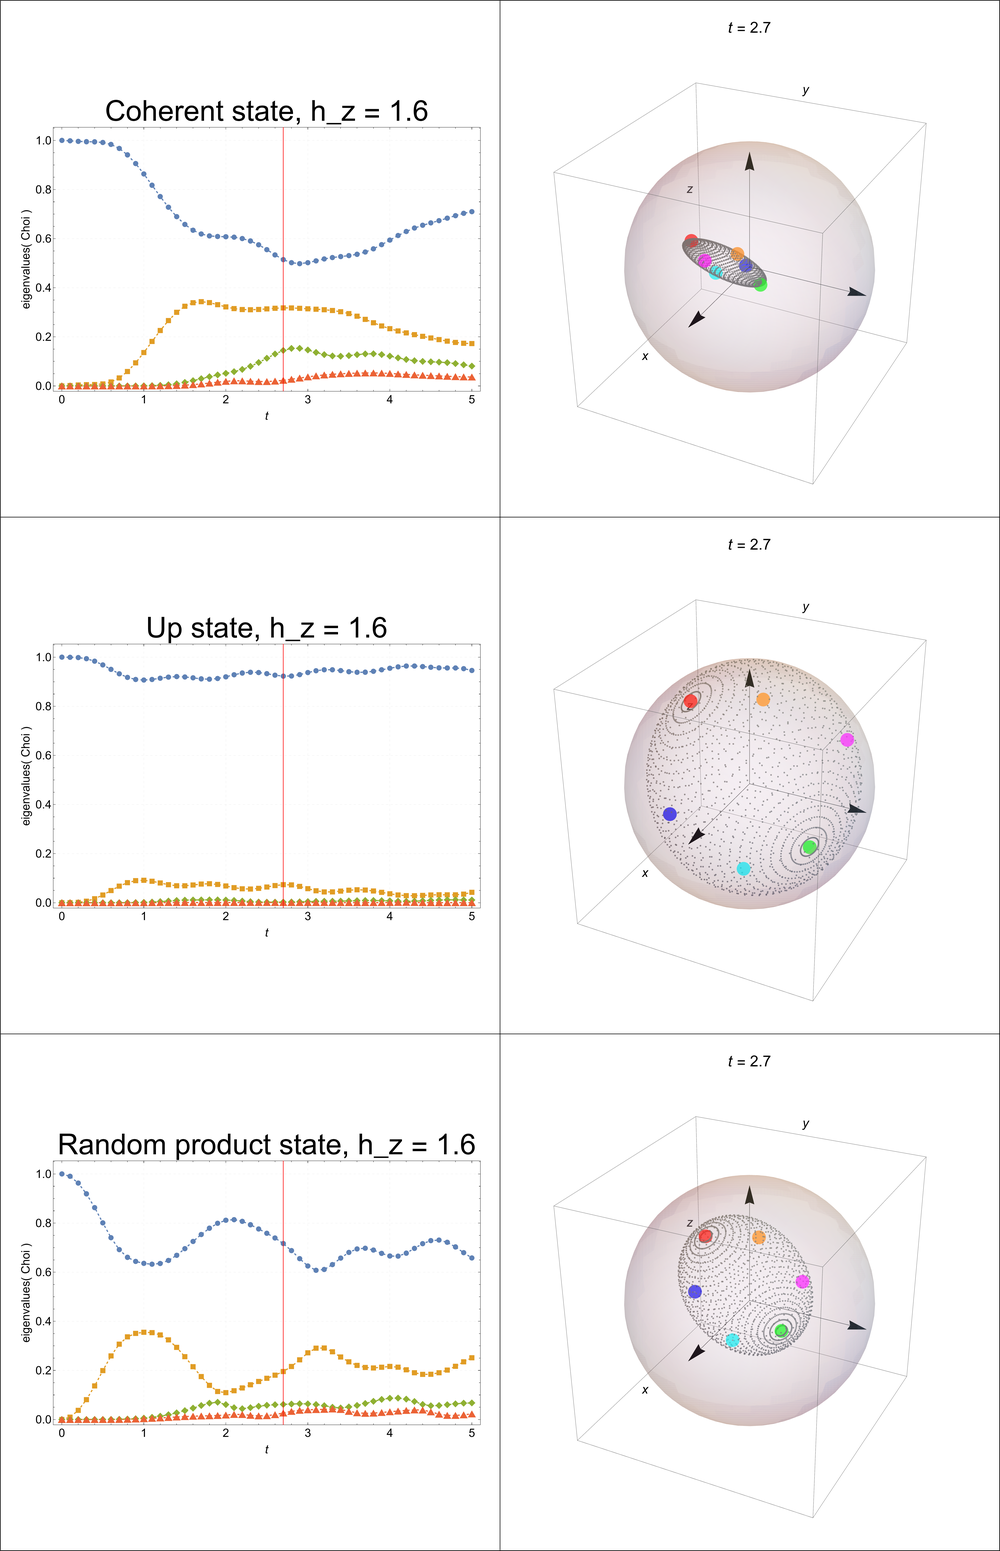 t = 2.7
y
Coherent state, h_z = 1.6
1.0
0.8
0.6
0.4
0.2
0.0
eigenvalues( Choi )
0 1 2 3 4 5
t
z
x
t = 2.7
y
Up state, h_z = 1.6
1.0
0.8
0.6
0.4
0.2
0.0
eigenvalues( Choi )
0 1 2 3 4 5
t
z
x
t = 2.7
y
Random product state, h_z = 1.6
1.0
0.8
0.6
0.4
0.2
0.0
eigenvalues( Choi )
0 1 2 3 4 5
t
z
x